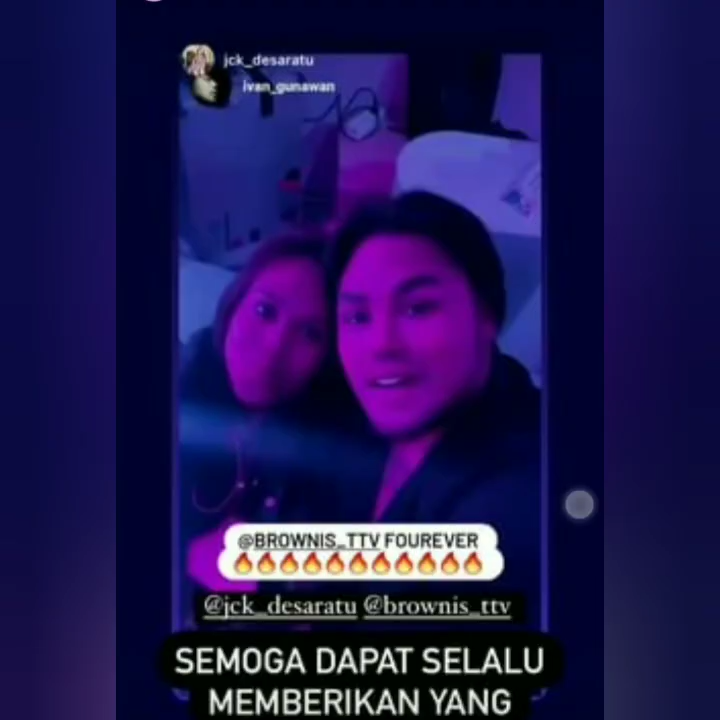 jck_desaratu
ivan_gunawan
@BROWNIS_TTV FOUREVER
🔥🔥🔥🔥🔥🔥🔥🔥🔥🔥🔥
@jck_desaratu @brownis_ttv
SEMOGA DAPAT SELALU
MEMBERIKAN YANG